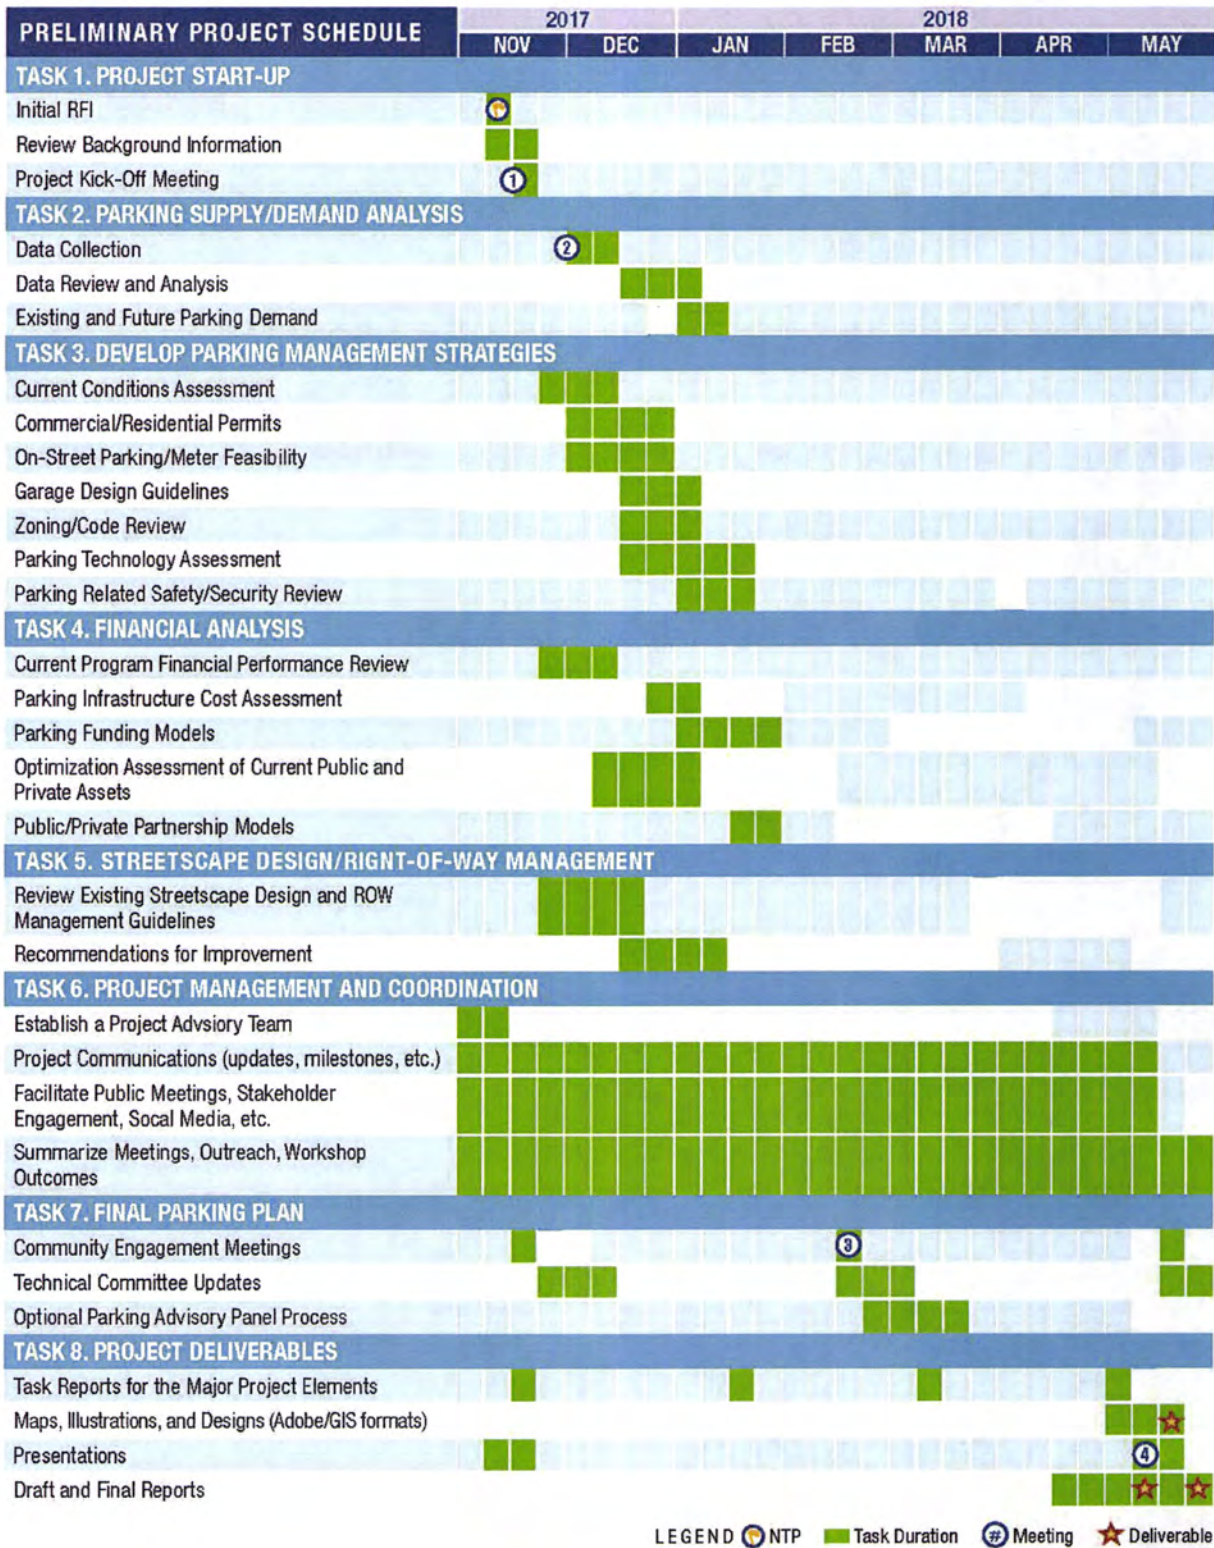 PRELIMINARY PROJECT SCHEDULE
2017 2018
NOV DEC JAN FEB MAR APR MAY
TASK 1. PROJECT START-UP
Initial RFI
Review Background Information
Project Kick-Off Meeting 1
TASK 2. PARKING SUPPLY/DEMAND ANALYSIS
Data Collection 2
Data Review and Analysis
Existing and Future Parking Demand
TASK 3. DEVELOP PARKING MANAGEMENT STRATEGIES
Current Conditions Assessment
Commercial/Residential Permits
On-Street Parking/Meter Feasibility
Garage Design Guidelines
Zoning/Code Review
Parking Technology Assessment
Parking Related Safety/Security Review
TASK 4. FINANCIAL ANALYSIS
Current Program Financial Performance Review
Parking Infrastructure Cost Assessment
Parking Funding Models
Optimization Assessment of Current Public and
Private Assets
Public/Private Partnership Models
TASK 5. STREETSCAPE DESIGN/RIGNT-OF-WAY MANAGEMENT
Review Existing Streetscape Design and ROW
Management Guidelines
Recommendations for Improvement
TASK 6. PROJECT MANAGEMENT AND COORDINATION
Establish a Project Advsiory Team
Project Communications (updates, milestones, etc.)
Facilitate Public Meetings, Stakeholder
Engagement, Socal Media, etc.
Summarize Meetings, Outreach, Workshop
Outcomes
TASK 7. FINAL PARKING PLAN
Community Engagement Meetings 3
Technical Committee Updates
Optional Parking Advisory Panel Process
TASK 8. PROJECT DELIVERABLES
Task Reports for the Major Project Elements
Maps, Illustrations, and Designs (Adobe/GIS formats)
Presentations 4
Draft and Final Reports
LEGEND NTP Task Duration # Meeting Deliverable